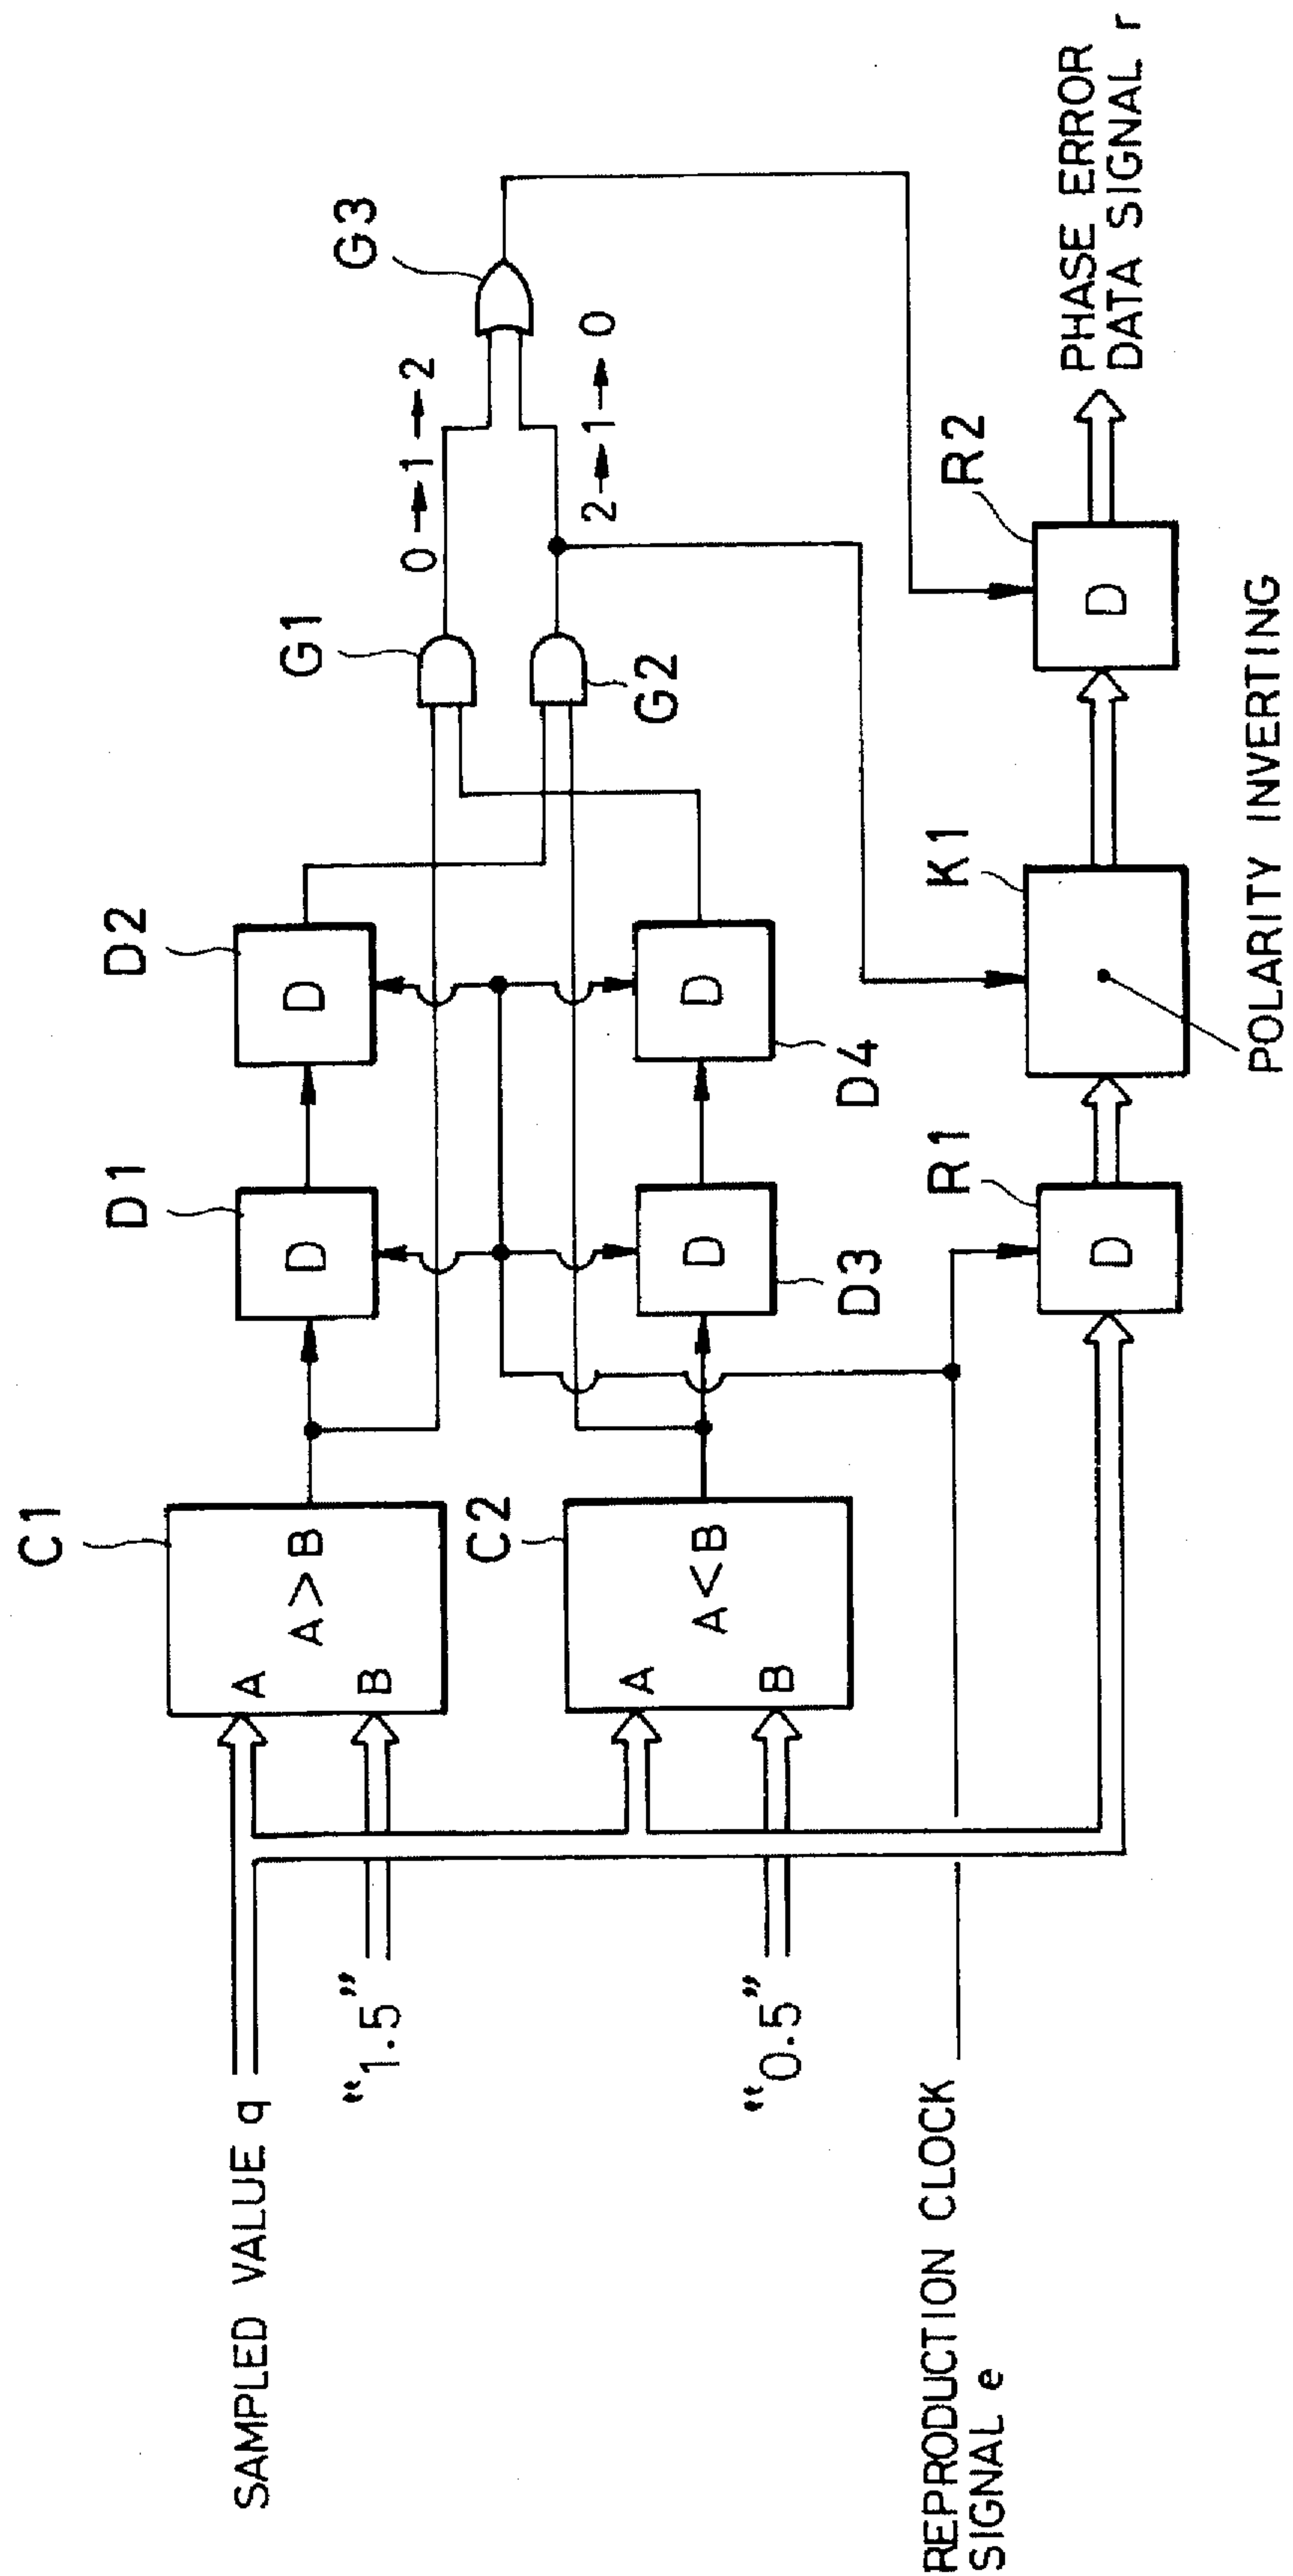 C1
D1
D2
G1
G3
SAMPLED VALUE q
A
A>B
D
D
B
"1.5"
0→1→2
C2
G2
2→1→0
A
A<B
D
D
B
"0.5"
D3
D4
REPRODUCTION CLOCK
SIGNAL e
R1
K1
R2
D
D
PHASE ERROR
DATA SIGNAL r
POLARITY INVERTING